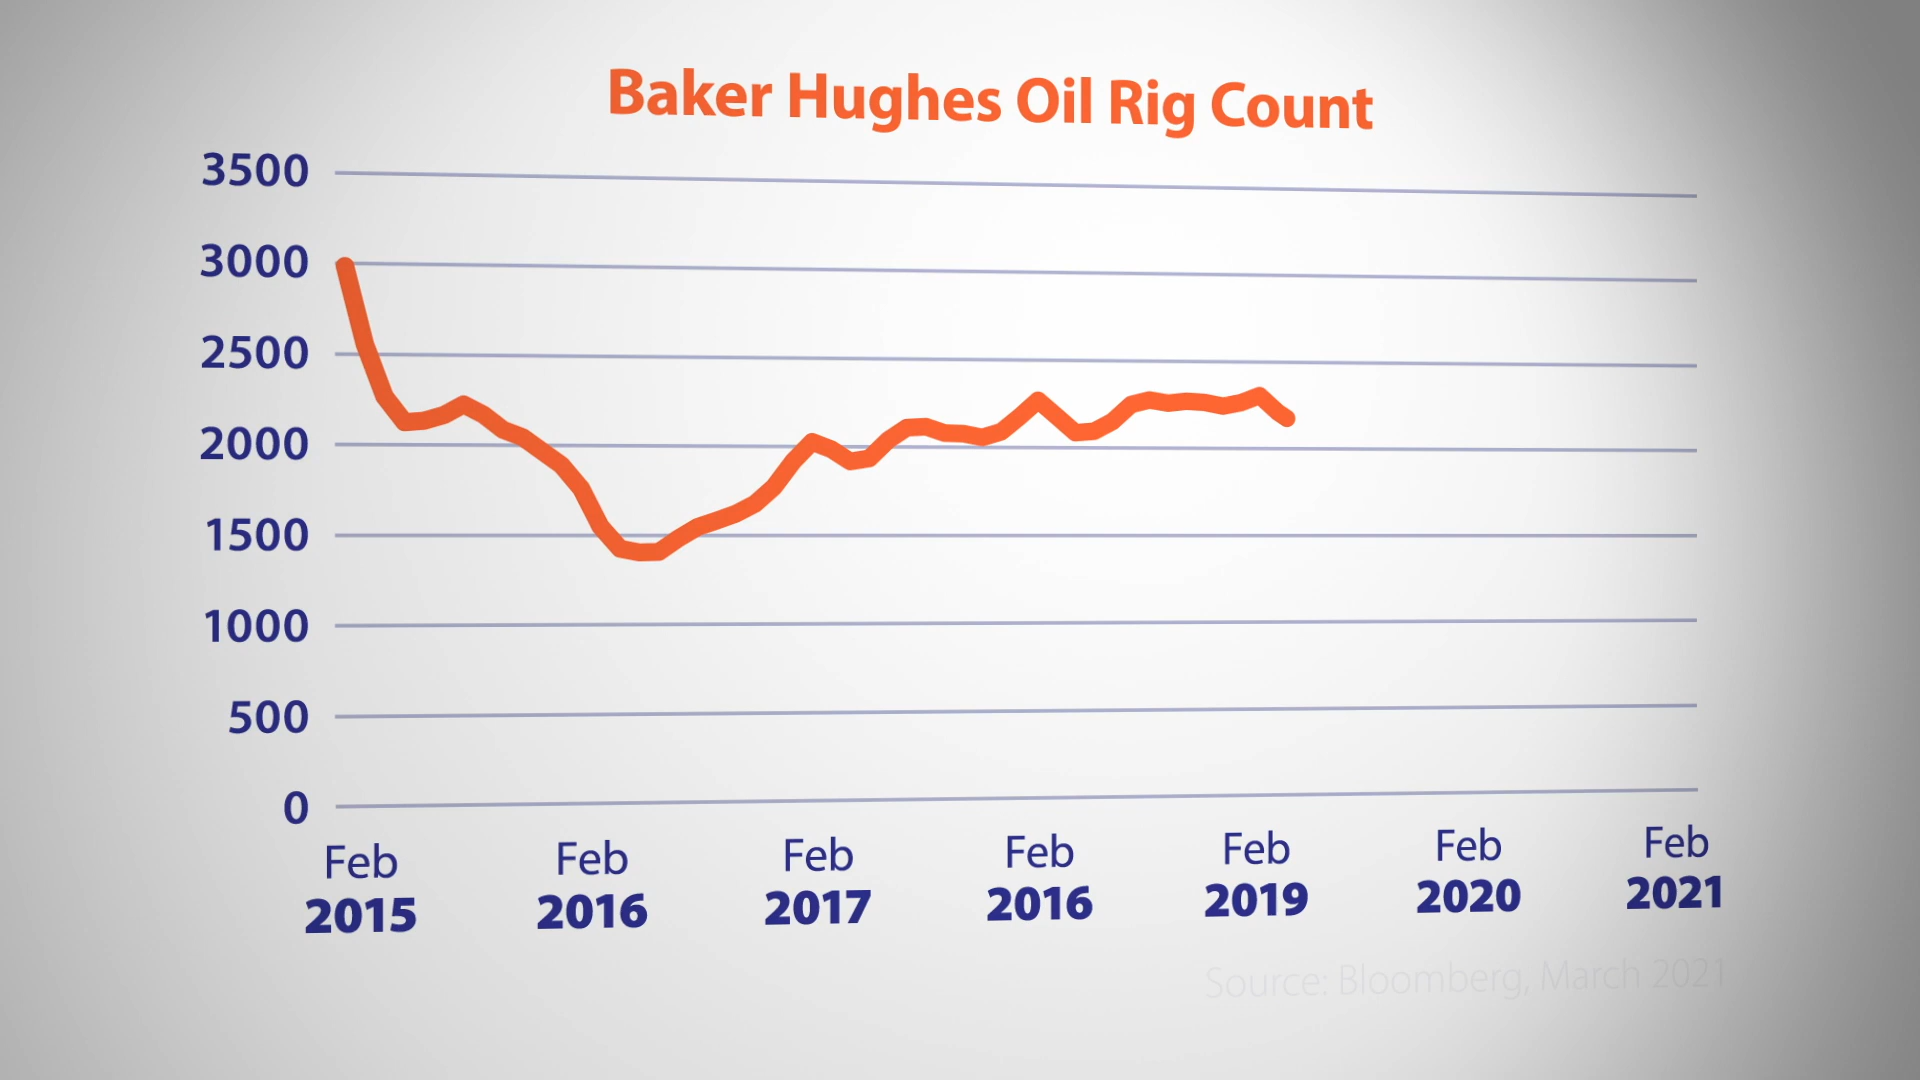 Baker Hughes Oil Rig Count
3500
3000
2500
2000
1500
1000
500
0
Feb Feb Feb Feb Feb Feb Feb
2015 2016 2017 2016 2019 2020 2021
Source: Bloomberg, March 2021